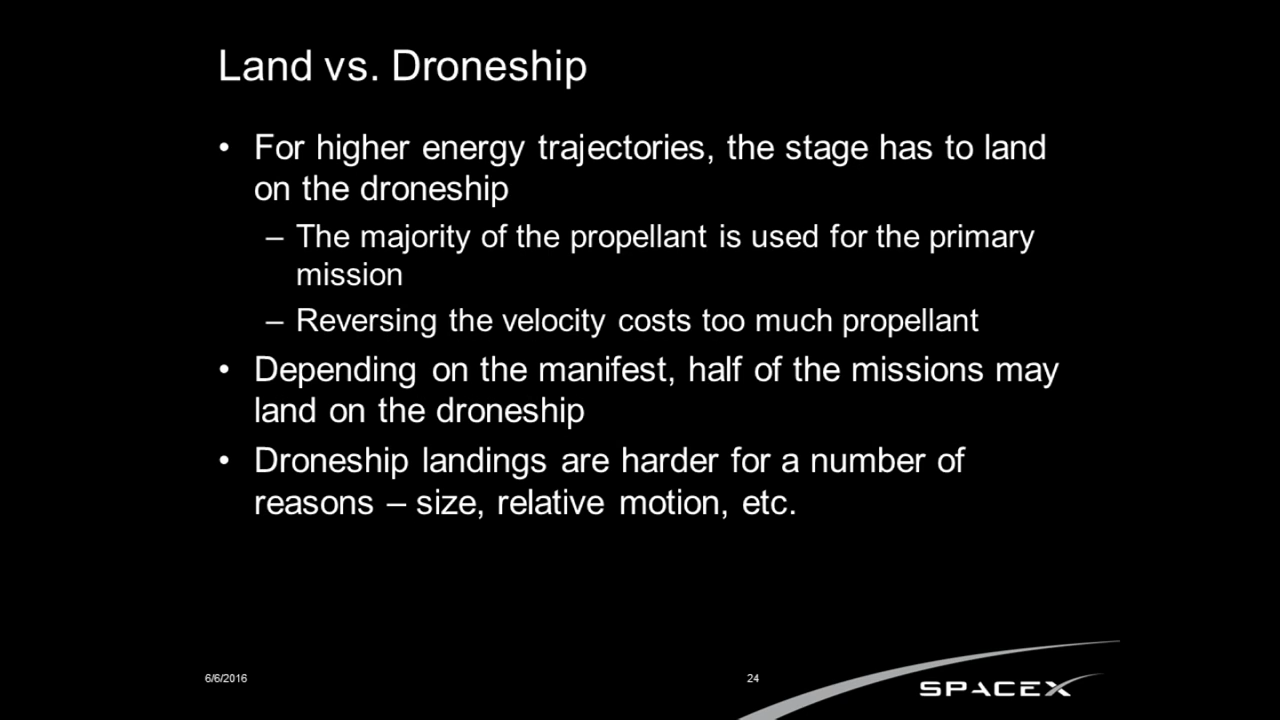 Land vs. Droneship
• For higher energy trajectories, the stage has to land
on the droneship
– The majority of the propellant is used for the primary
mission
– Reversing the velocity costs too much propellant
• Depending on the manifest, half of the missions may
land on the droneship
• Droneship landings are harder for a number of
reasons – size, relative motion, etc.
6/6/2016
24
SPACEX